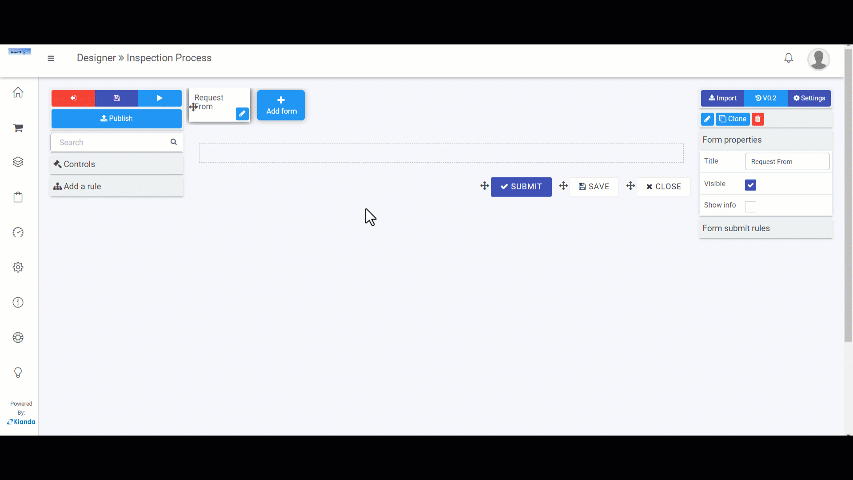 Designer » Inspection Process
Request From
Add form
Import
V0.2
Settings
Publish
Clone
Search
Form properties
Controls
Title
Request From
Add a rule
SUBMIT
SAVE
CLOSE
Visible
Show info
Form submit rules
Powered
By:
Kianda